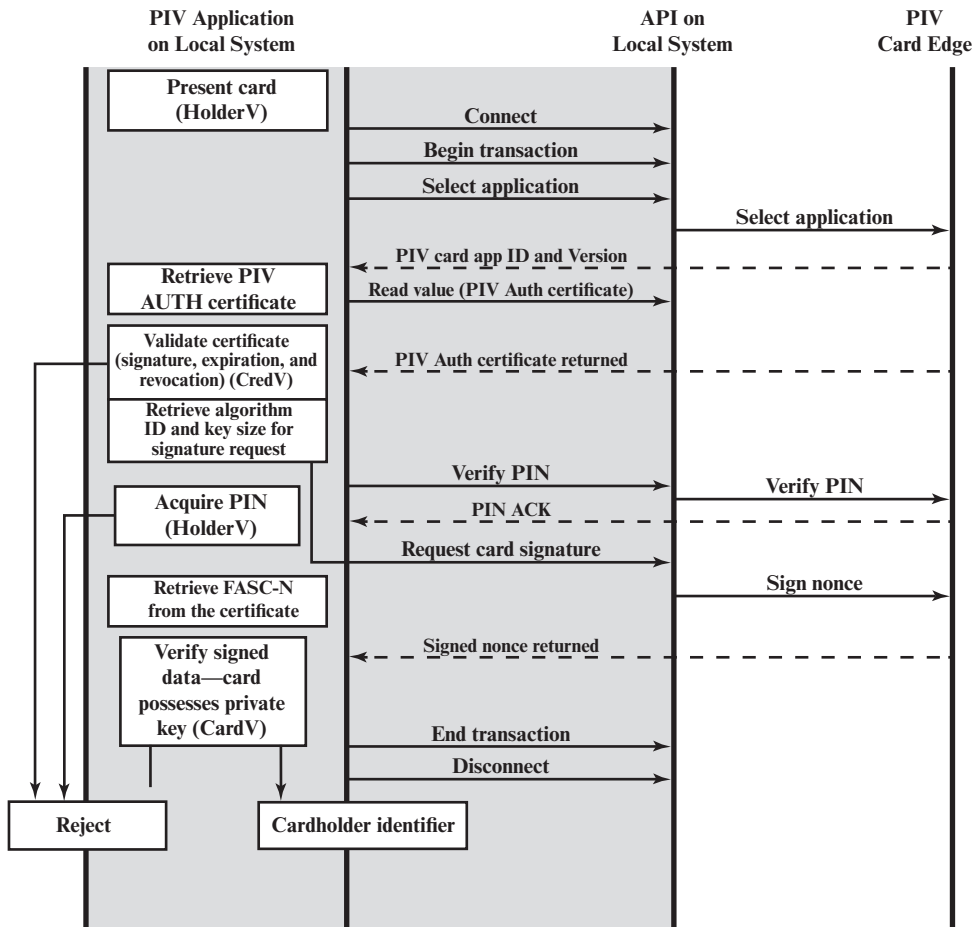 PIV Application
on Local System
API on
Local System
PIV
Card Edge
Present card
(HolderV)
Connect
Begin transaction
Select application
Select application
PIV card app ID and Version
Retrieve PIV
AUTH certificate
Read value (PIV Auth certificate)
Validate certificate
(signature, expiration, and
revocation) (CredV)
PIV Auth certificate returned
Retrieve algorithm
ID and key size for
signature request
Verify PIN
Verify PIN
Acquire PIN
(HolderV)
PIN ACK
Request card signature
Retrieve FASC-N
from the certificate
Sign nonce
Verify signed
data—card
possesses private
key (CardV)
Signed nonce returned
End transaction
Disconnect
Reject
Cardholder identifier